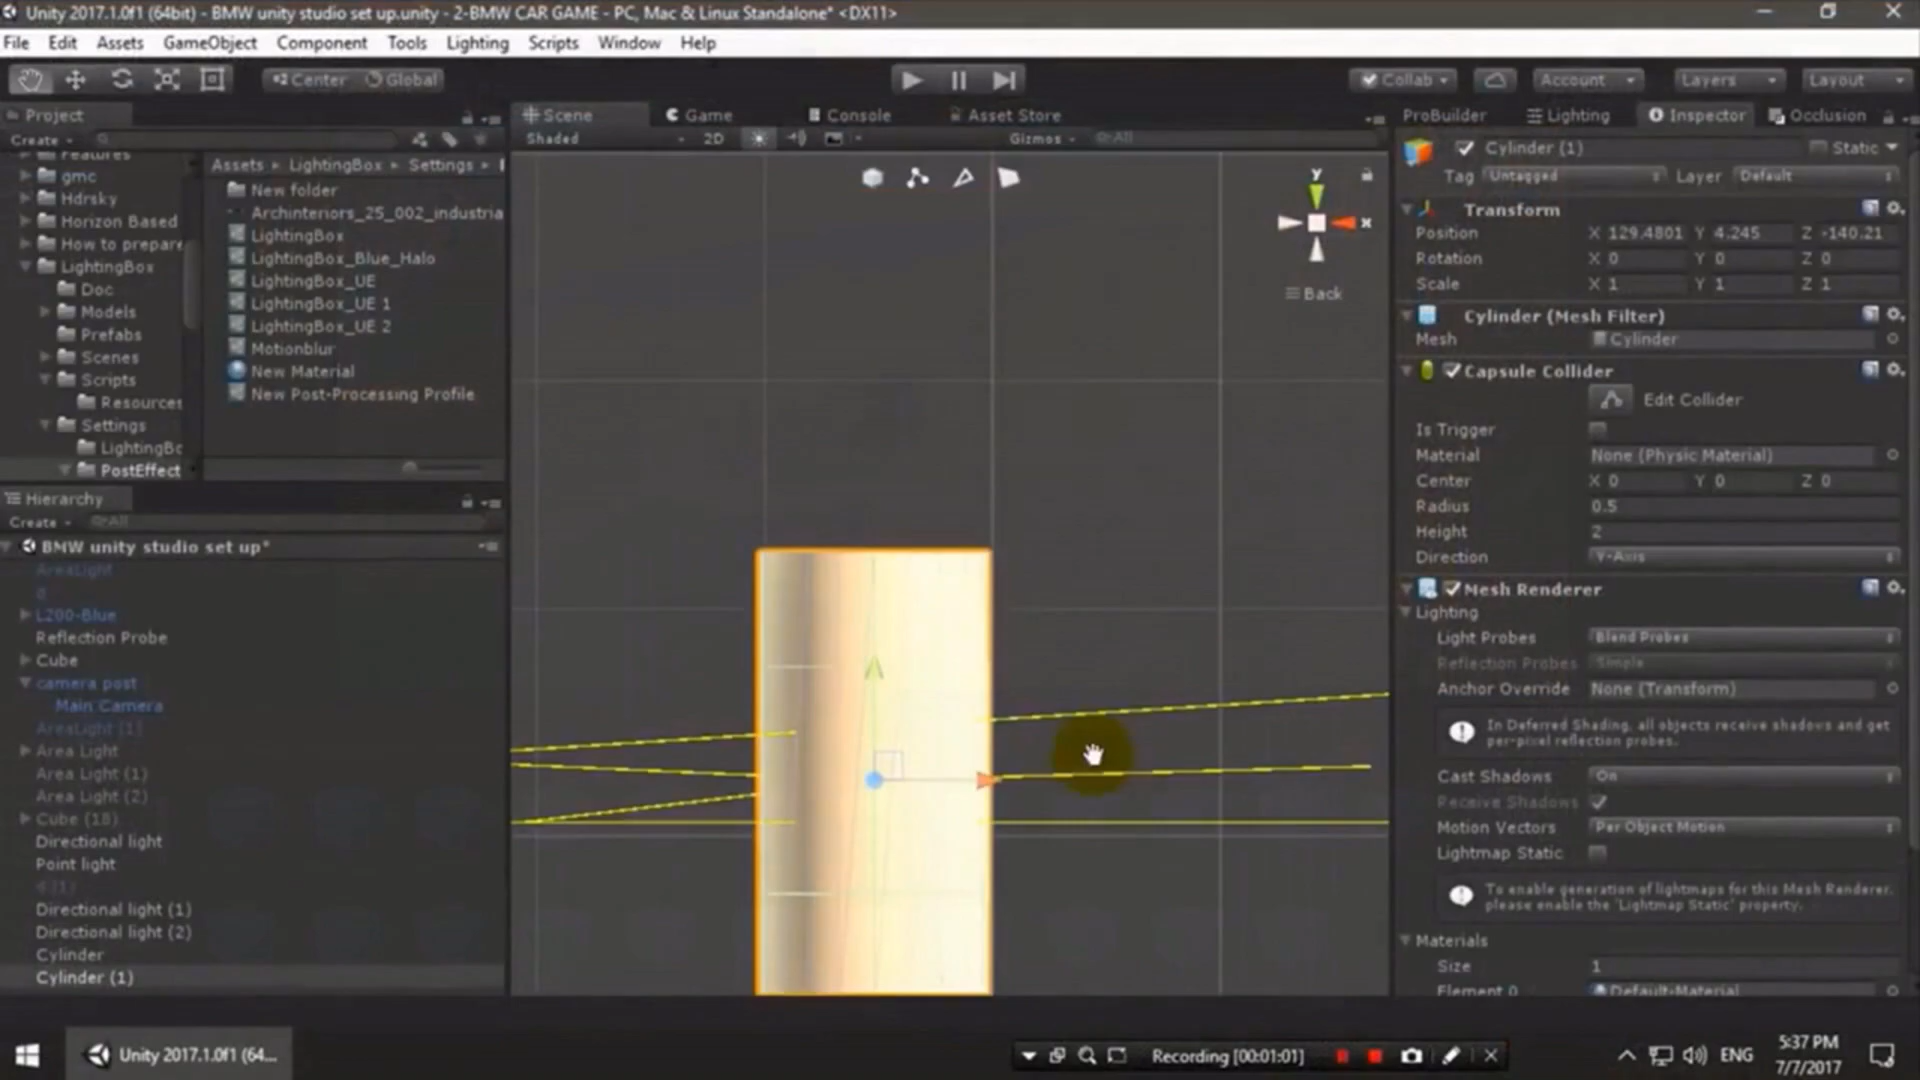 Unity 2017.1.0f1 (64bit) - BMW unity studio set up.unity - 2-BMW CAR GAME - PC, Mac & Linux Standalone* <DX11>
File Edit Assets GameObject Component Tools Lighting Scripts Window Help
Center Global
Collab
Account
Layers
Layout
Project
Create
Features
gmc
Hdrsky
Horizon Based
How to prepare
LightingBox
Doc
Models
Prefabs
Scenes
Scripts
Resources
Settings
LightingBo
PostEffect
Assets LightingBox Settings
New folder
Archinteriors_25_002_industria
LightingBox
LightingBox_Blue_Halo
LightingBox_UE
LightingBox_UE 1
LightingBox_UE 2
Motionblur
New Material
New Post-Processing Profile
Hierarchy
Create All
BMW unity studio set up*
AreaLight
L200-Blue
Reflection Probe
Cube
camera post
Main Camera
AreaLight (1)
Area Light
Area Light (1)
Area Light (2)
Cube (18)
Directional light
Point light
Directional light (1)
Directional light (2)
Cylinder
Cylinder (1)
Scene Game Console Asset Store
Shaded 2D Gizmos All
y
x
Back
ProBuilder Lighting Inspector Occlusion
Cylinder (1) Static
Tag Untagged Layer Default
Transform
Position X 129.4801 Y 4.245 Z -140.21
Rotation X 0 Y 0 Z 0
Scale X 1 Y 1 Z 1
Cylinder (Mesh Filter)
Mesh Cylinder
Capsule Collider
Edit Collider
Is Trigger
Material None (Physic Material)
Center X 0 Y 0 Z 0
Radius 0.5
Height 2
Direction Y-Axis
Mesh Renderer
Lighting
Light Probes Blend Probes
Reflection Probes Simple
Anchor Override None (Transform)
In Deferred Shading, all objects receive shadows and get
per-pixel reflection probes.
Cast Shadows On
Receive Shadows
Motion Vectors Per Object Motion
Lightmap Static
To enable generation of lightmaps for this Mesh Renderer,
please enable the 'Lightmap Static' property.
Materials
Size 1
Element 0 Default-Material
Unity 2017.1.0f1 (64...
Recording [00:01:01]
ENG
5:37 PM
7/7/2017